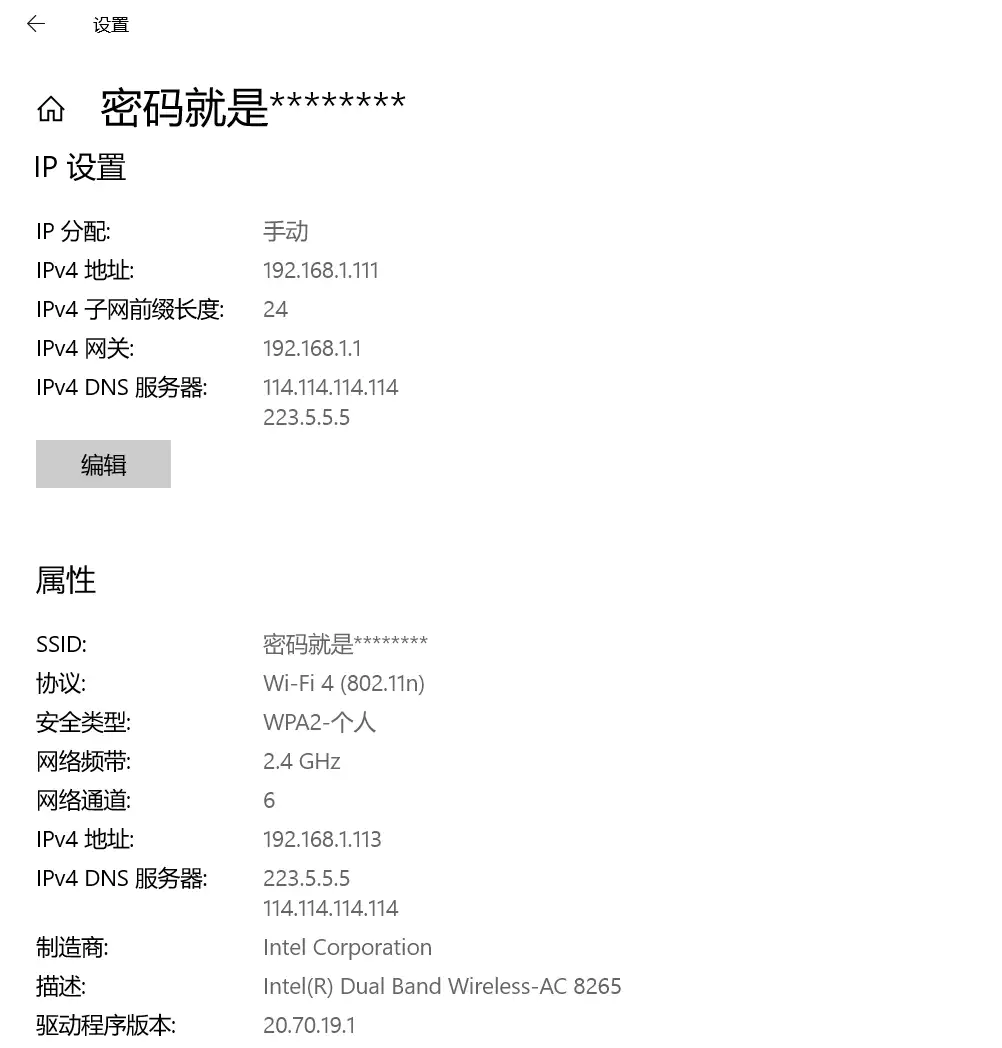 设置
密码就是********
IP 设置
IP 分配: 手动
IPv4 地址: 192.168.1.111
IPv4 子网前缀长度: 24
IPv4 网关: 192.168.1.1
IPv4 DNS 服务器: 114.114.114.114
223.5.5.5
编辑
属性
SSID: 密码就是********
协议: Wi-Fi 4 (802.11n)
安全类型: WPA2-个人
网络频带: 2.4 GHz
网络通道: 6
IPv4 地址: 192.168.1.113
IPv4 DNS 服务器: 223.5.5.5
114.114.114.114
制造商: Intel Corporation
描述: Intel(R) Dual Band Wireless-AC 8265
驱动程序版本: 20.70.19.1